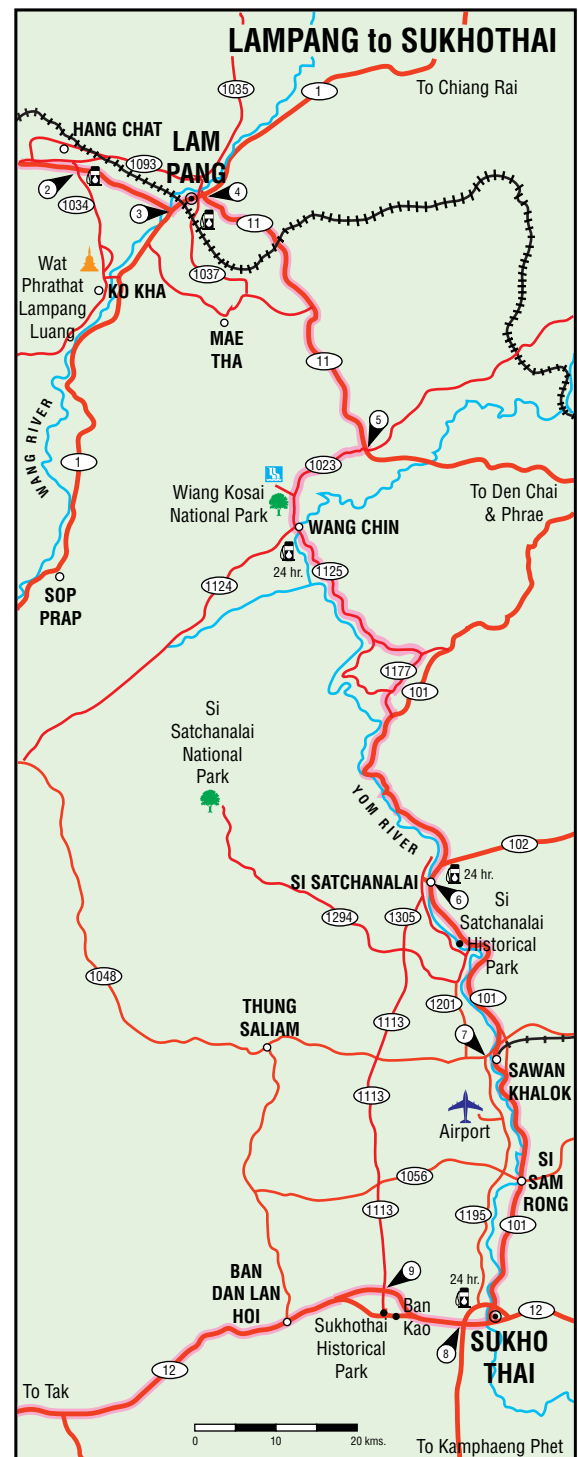 LAMPANG to SUKHOTHAI
1035
1
To Chiang Rai
HANG CHAT
LAM
PANG
1093
2
1034
3
4
11
Wat
Phrathat
Lampang
Luang
KO KHA
1037
MAE
THA
11
5
WANG RIVER
1
1023
Wiang Kosai
National Park
To Den Chai
& Phrae
WANG CHIN
24 hr.
1125
1124
SOP
PRAP
1177
101
Si
Satchanalai
National
Park
YOM RIVER
102
24 hr.
SI SATCHANALAI
6
Si
Satchanalai
Historical
Park
1294
1305
1048
1201
101
THUNG
SALIAM
1113
7
SAWAN
KHALOK
1113
Airport
1056
SI
SAM
RONG
1113
1195
101
9
24 hr.
BAN
DAN LAN
HOI
Ban
Kao
12
Sukhothai
Historical
Park
8
SUKHO
THAI
12
To Tak
0 10 20 kms.
To Kamphaeng Phet